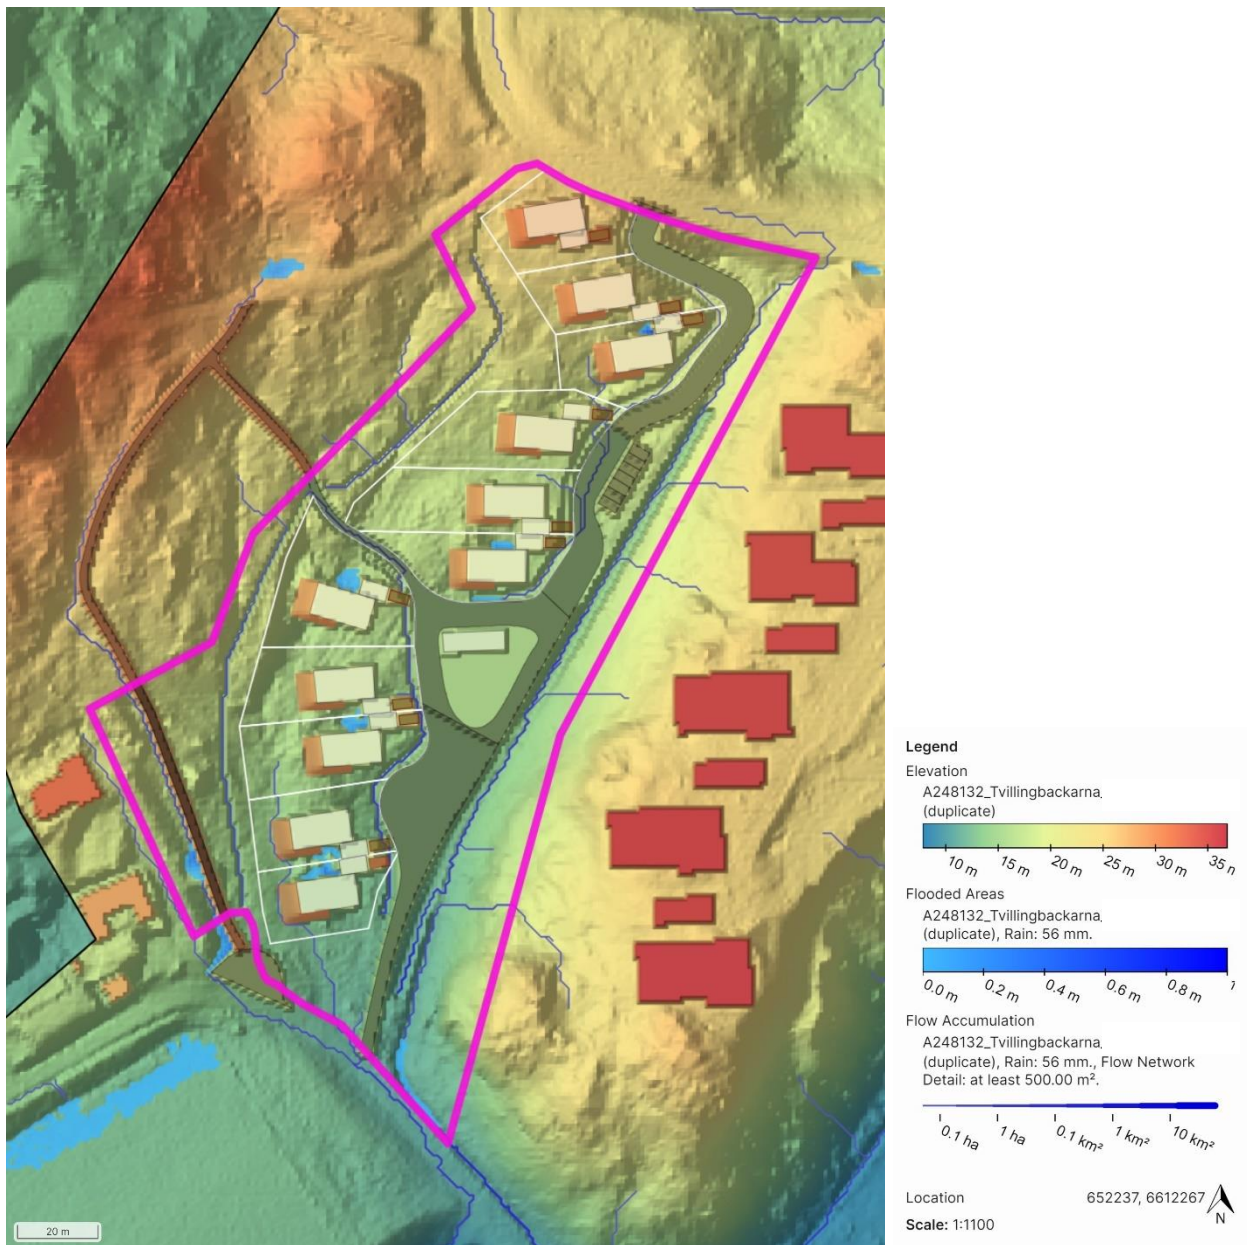 Legend
Elevation
A248132_Tvillingbackarna,
(duplicate)
10 m 15 m 20 m 25 m 30 m 35 n
Flooded Areas
A248132_Tvillingbackarna,
(duplicate), Rain: 56 mm.
0.0 m 0.2 m 0.4 m 0.6 m 0.8 m 1
Flow Accumulation
A248132_Tvillingbackarna,
(duplicate), Rain: 56 mm., Flow Network
Detail: at least 500.00 m².
0.1 ha 1 ha 0.1 km² 1 km² 10 km²
Location 652237, 6612267
N
Scale: 1:1100
20 m